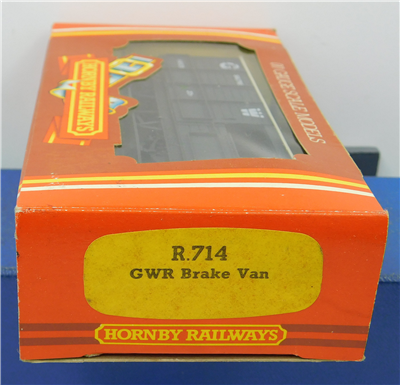 HORNBY RAILWAYS
00 GAUGE SCALE MODELS
R.714
GWR Brake Van
HORNBY RAILWAYS